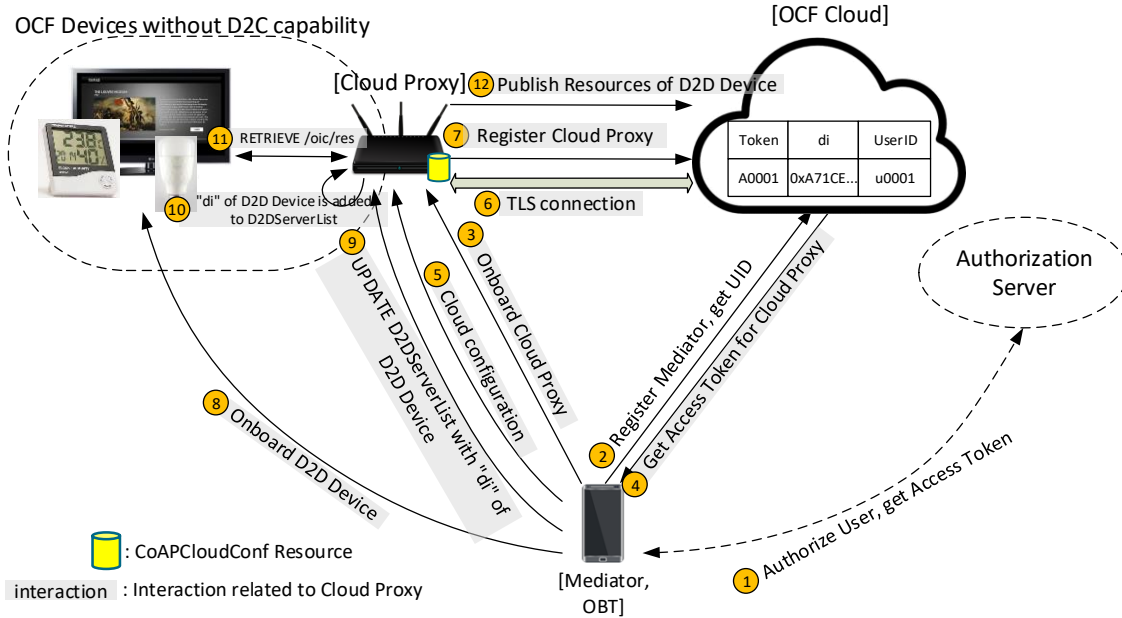 OCF Devices without D2C capability
[OCF Cloud]
[Cloud Proxy]
12 Publish Resources of D2D Device
7 Register Cloud Proxy
11 RETRIEVE /oic/res
Token di UserID
A0001 0xA71CE... u0001
10 "di" of D2D Device is added
to D2DServerList
6 TLS connection
3 Onboard Cloud Proxy
9 UPDATE D2DServerList with "di" of
D2D Device
5 Cloud configuration
Authorization
Server
2 Register Mediator, get UID
4 Get Access Token for Cloud Proxy
8 Onboard D2D Device
1 Authorize User, get Access Token
: CoAPCloudConf Resource
interaction : Interaction related to Cloud Proxy
[Mediator,
OBT]